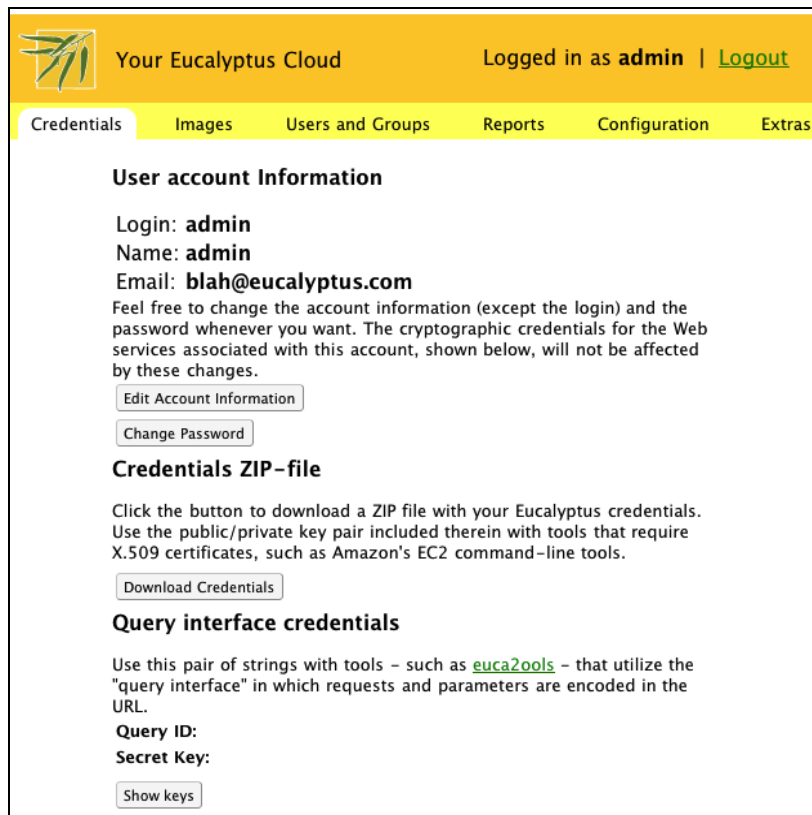 Your Eucalyptus Cloud
Logged in as admin | Logout
Credentials Images Users and Groups Reports Configuration Extras
User account Information
Login: admin
Name: admin
Email: blah@eucalyptus.com
Feel free to change the account information (except the login) and the
password whenever you want. The cryptographic credentials for the Web
services associated with this account, shown below, will not be affected
by these changes.
Edit Account Information
Change Password
Credentials ZIP-file
Click the button to download a ZIP file with your Eucalyptus credentials.
Use the public/private key pair included therein with tools that require
X.509 certificates, such as Amazon's EC2 command-line tools.
Download Credentials
Query interface credentials
Use this pair of strings with tools - such as euca2ools - that utilize the
"query interface" in which requests and parameters are encoded in the
URL.
Query ID:
Secret Key:
Show keys